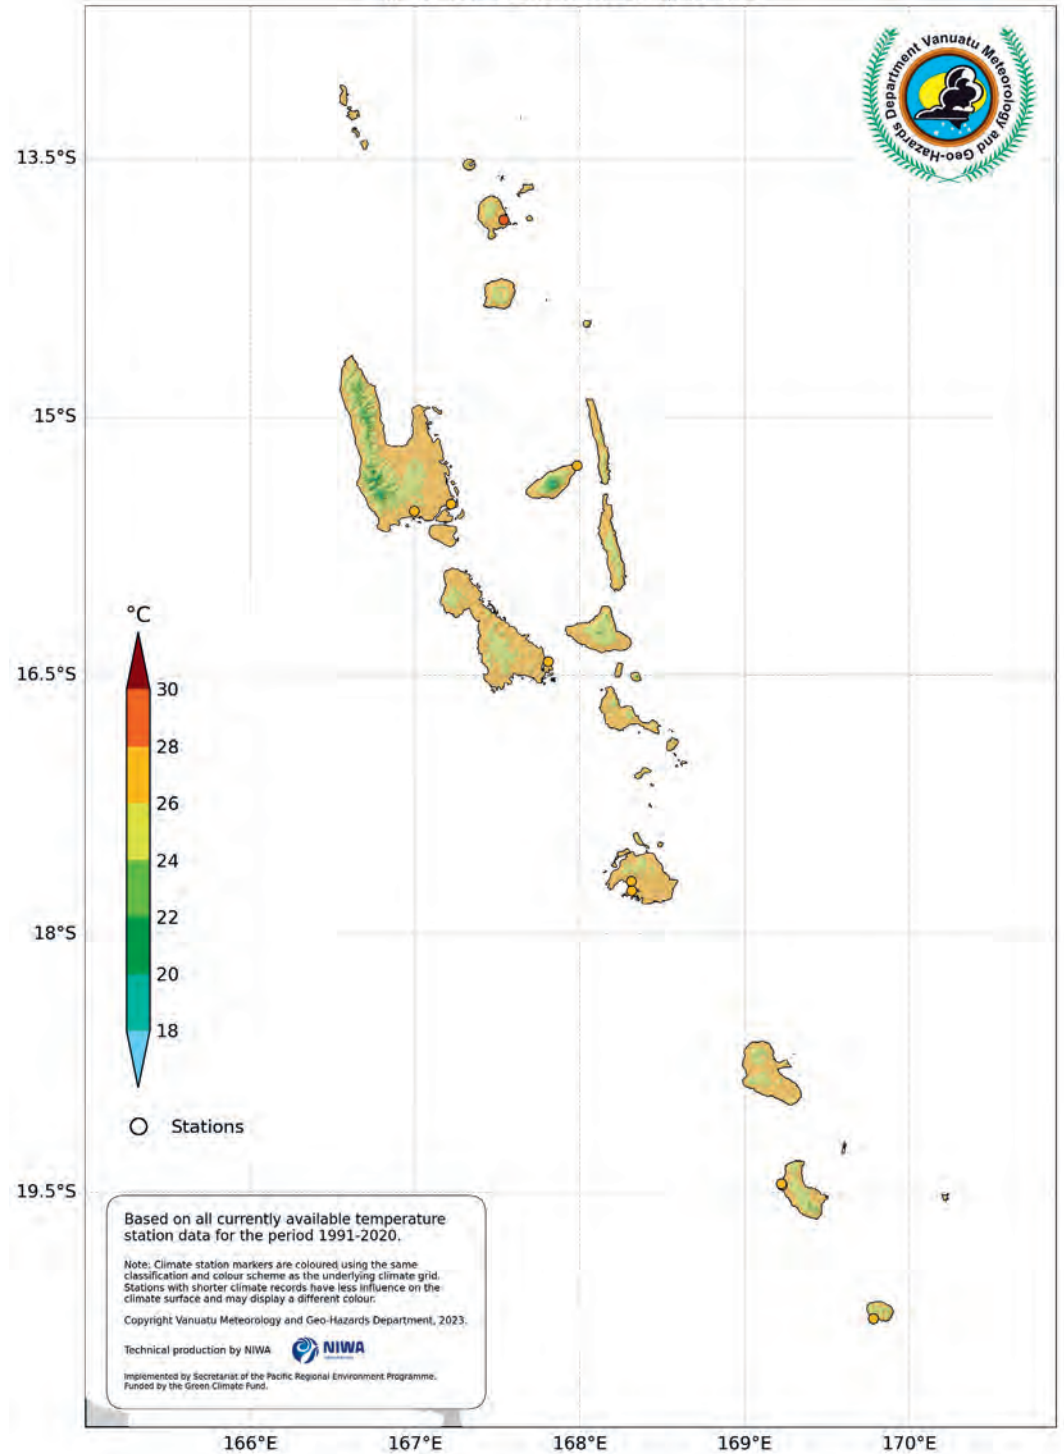 Vanuatu Meteorology and Geo-Hazards Department
13.5°S
15°S
16.5°S
18°S
19.5°S
°C
30
28
26
24
22
20
18
Stations
Based on all currently available temperature
station data for the period 1991-2020.
Note: Climate station markers are coloured using the same
classification and colour scheme as the underlying climate grid.
Stations with shorter climate records have less influence on the
climate surface and may display a different colour.
Copyright Vanuatu Meteorology and Geo-Hazards Department, 2023.
Technical production by NIWA
NIWA
Implemented by Secretariat of the Pacific Regional Environment Programme.
Funded by the Green Climate Fund.
166°E
167°E
168°E
169°E
170°E